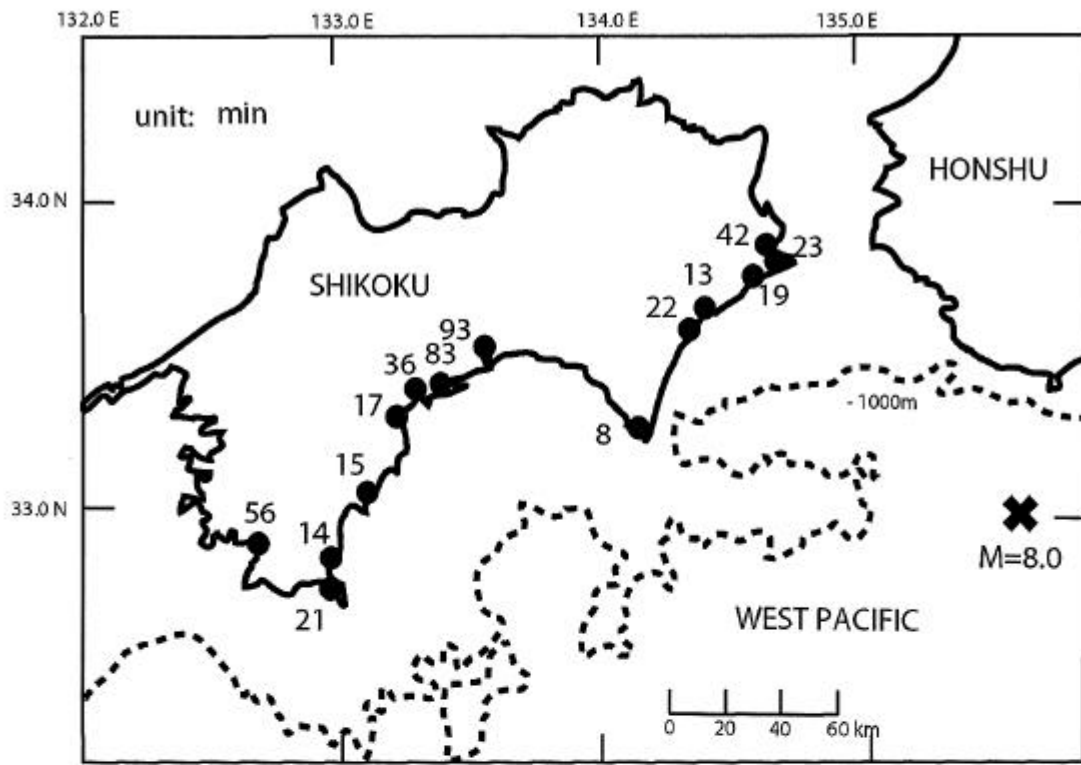 132.0 E
133.0 E
134.0 E
135.0 E
unit: min
34.0 N
HONSHU
42
23
SHIKOKU
13
19
22
93
83
36
17
- 1000m
8
15
33.0 N
56
14
M=8.0
21
WEST PACIFIC
0 20 40 60 km